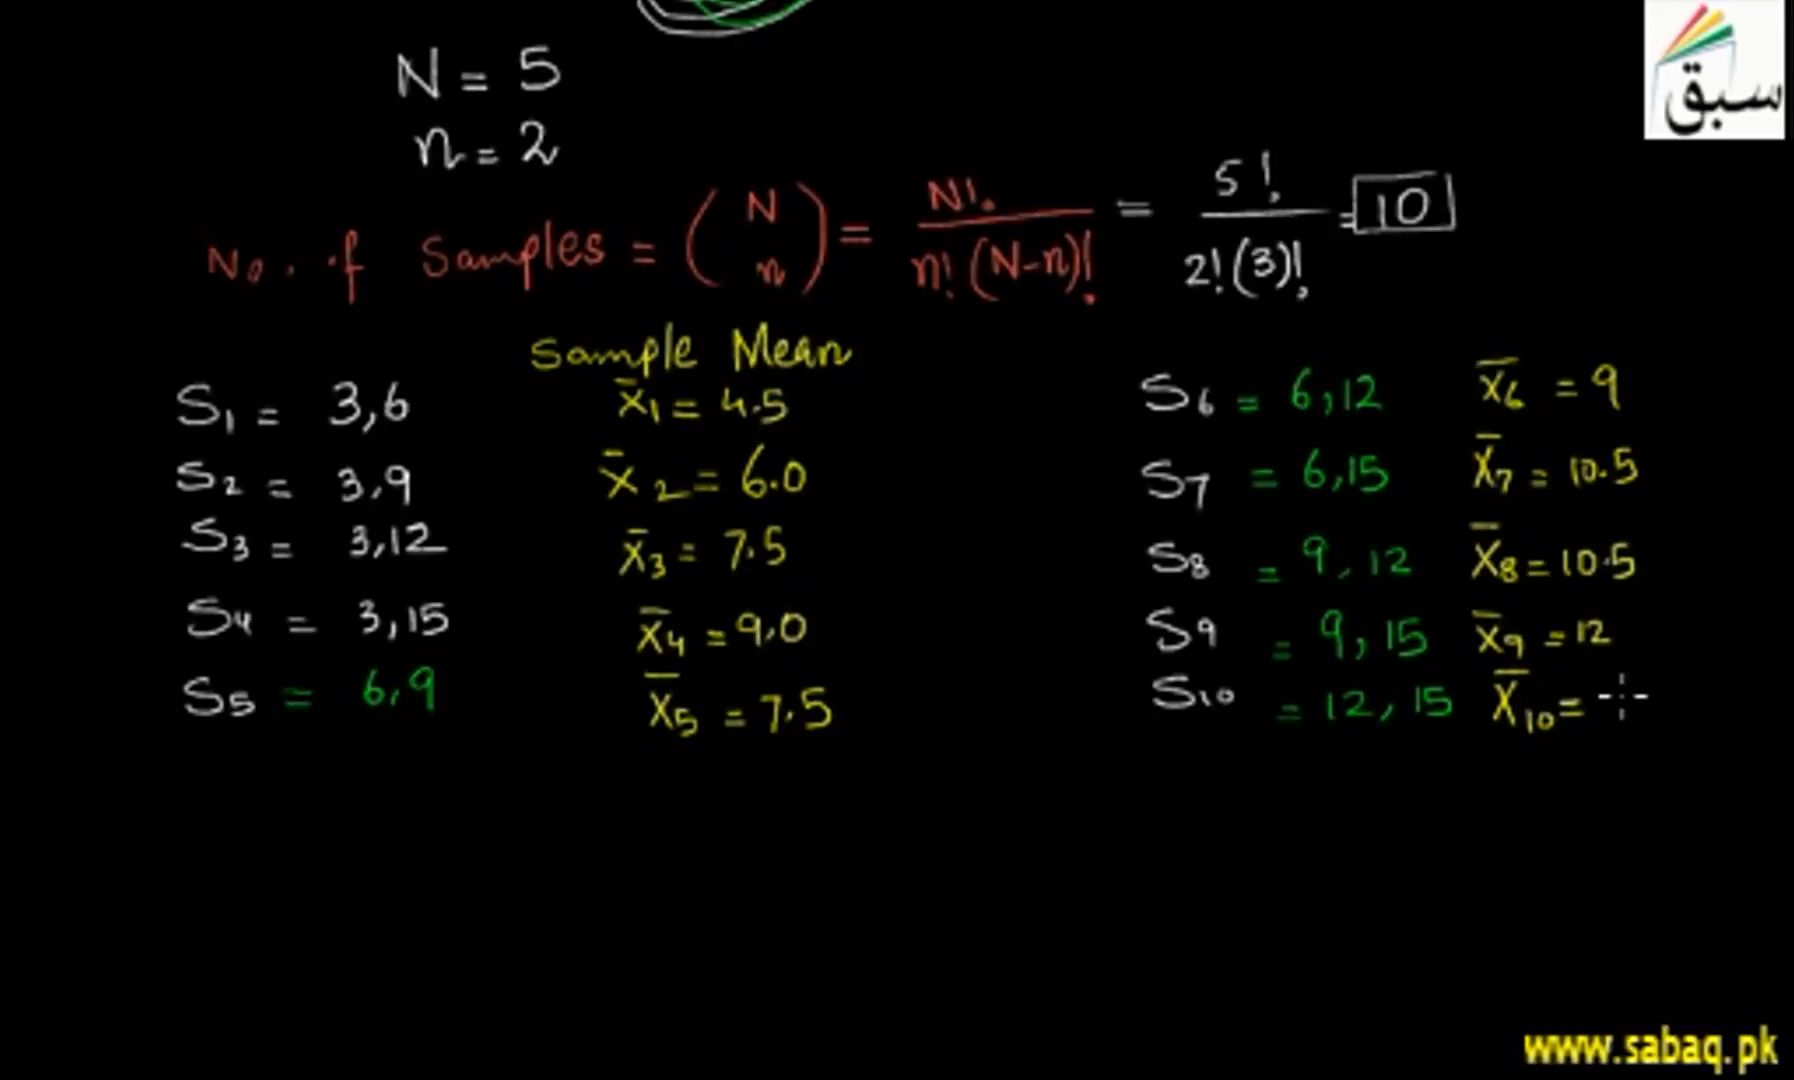 سبق
N = 5
n = 2
No. of Samples = (N n) = N!/n!(N-n)! = 5!/2!(3)! = 10
Sample Mean
S1 = 3,6 x̄1 = 4.5
S2 = 3,9 x̄2 = 6.0
S3 = 3,12 x̄3 = 7.5
S4 = 3,15 x̄4 = 9.0
S5 = 6,9 x̄5 = 7.5
S6 = 6,12 x̄6 = 9
S7 = 6,15 x̄7 = 10.5
S8 = 9,12 x̄8 = 10.5
S9 = 9,15 x̄9 = 12
S10 = 12,15 x̄10 =
www.sabaq.pk